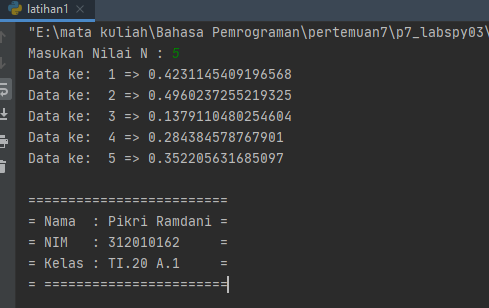 latihan1
"E:\mata kuliah\Bahasa Pemrograman\pertemuan7\p7_labspy03\
Masukan Nilai N : 5
Data ke:  1 => 0.4231145409196568
Data ke:  2 => 0.4960237255219325
Data ke:  3 => 0.1379110480254604
Data ke:  4 => 0.284384578767901
Data ke:  5 => 0.352205631685097
=========================
= Nama  : Pikri Ramdani =
= NIM   : 312010162     =
= Kelas : TI.20 A.1     =
= =======================